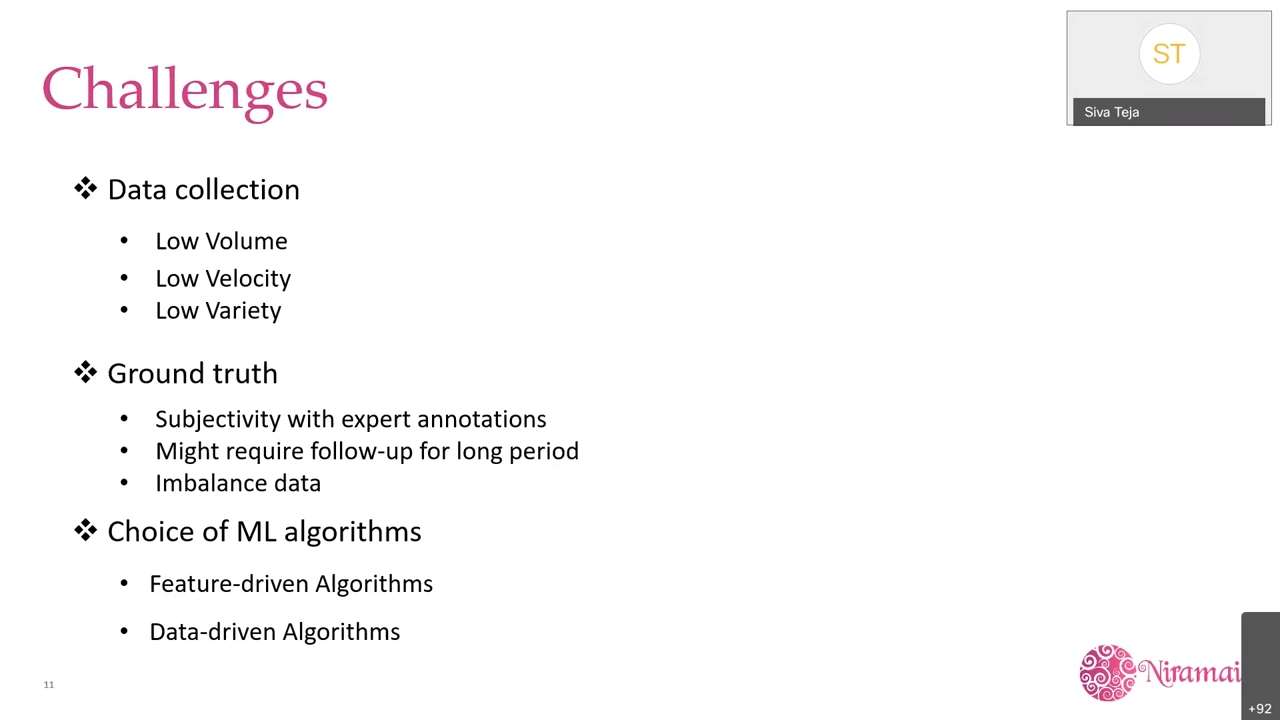 ST
Siva Teja
Challenges
❖ Data collection
• Low Volume
• Low Velocity
• Low Variety
❖ Ground truth
• Subjectivity with expert annotations
• Might require follow-up for long period
• Imbalance data
❖ Choice of ML algorithms
• Feature-driven Algorithms
• Data-driven Algorithms
11
Niramai
+92